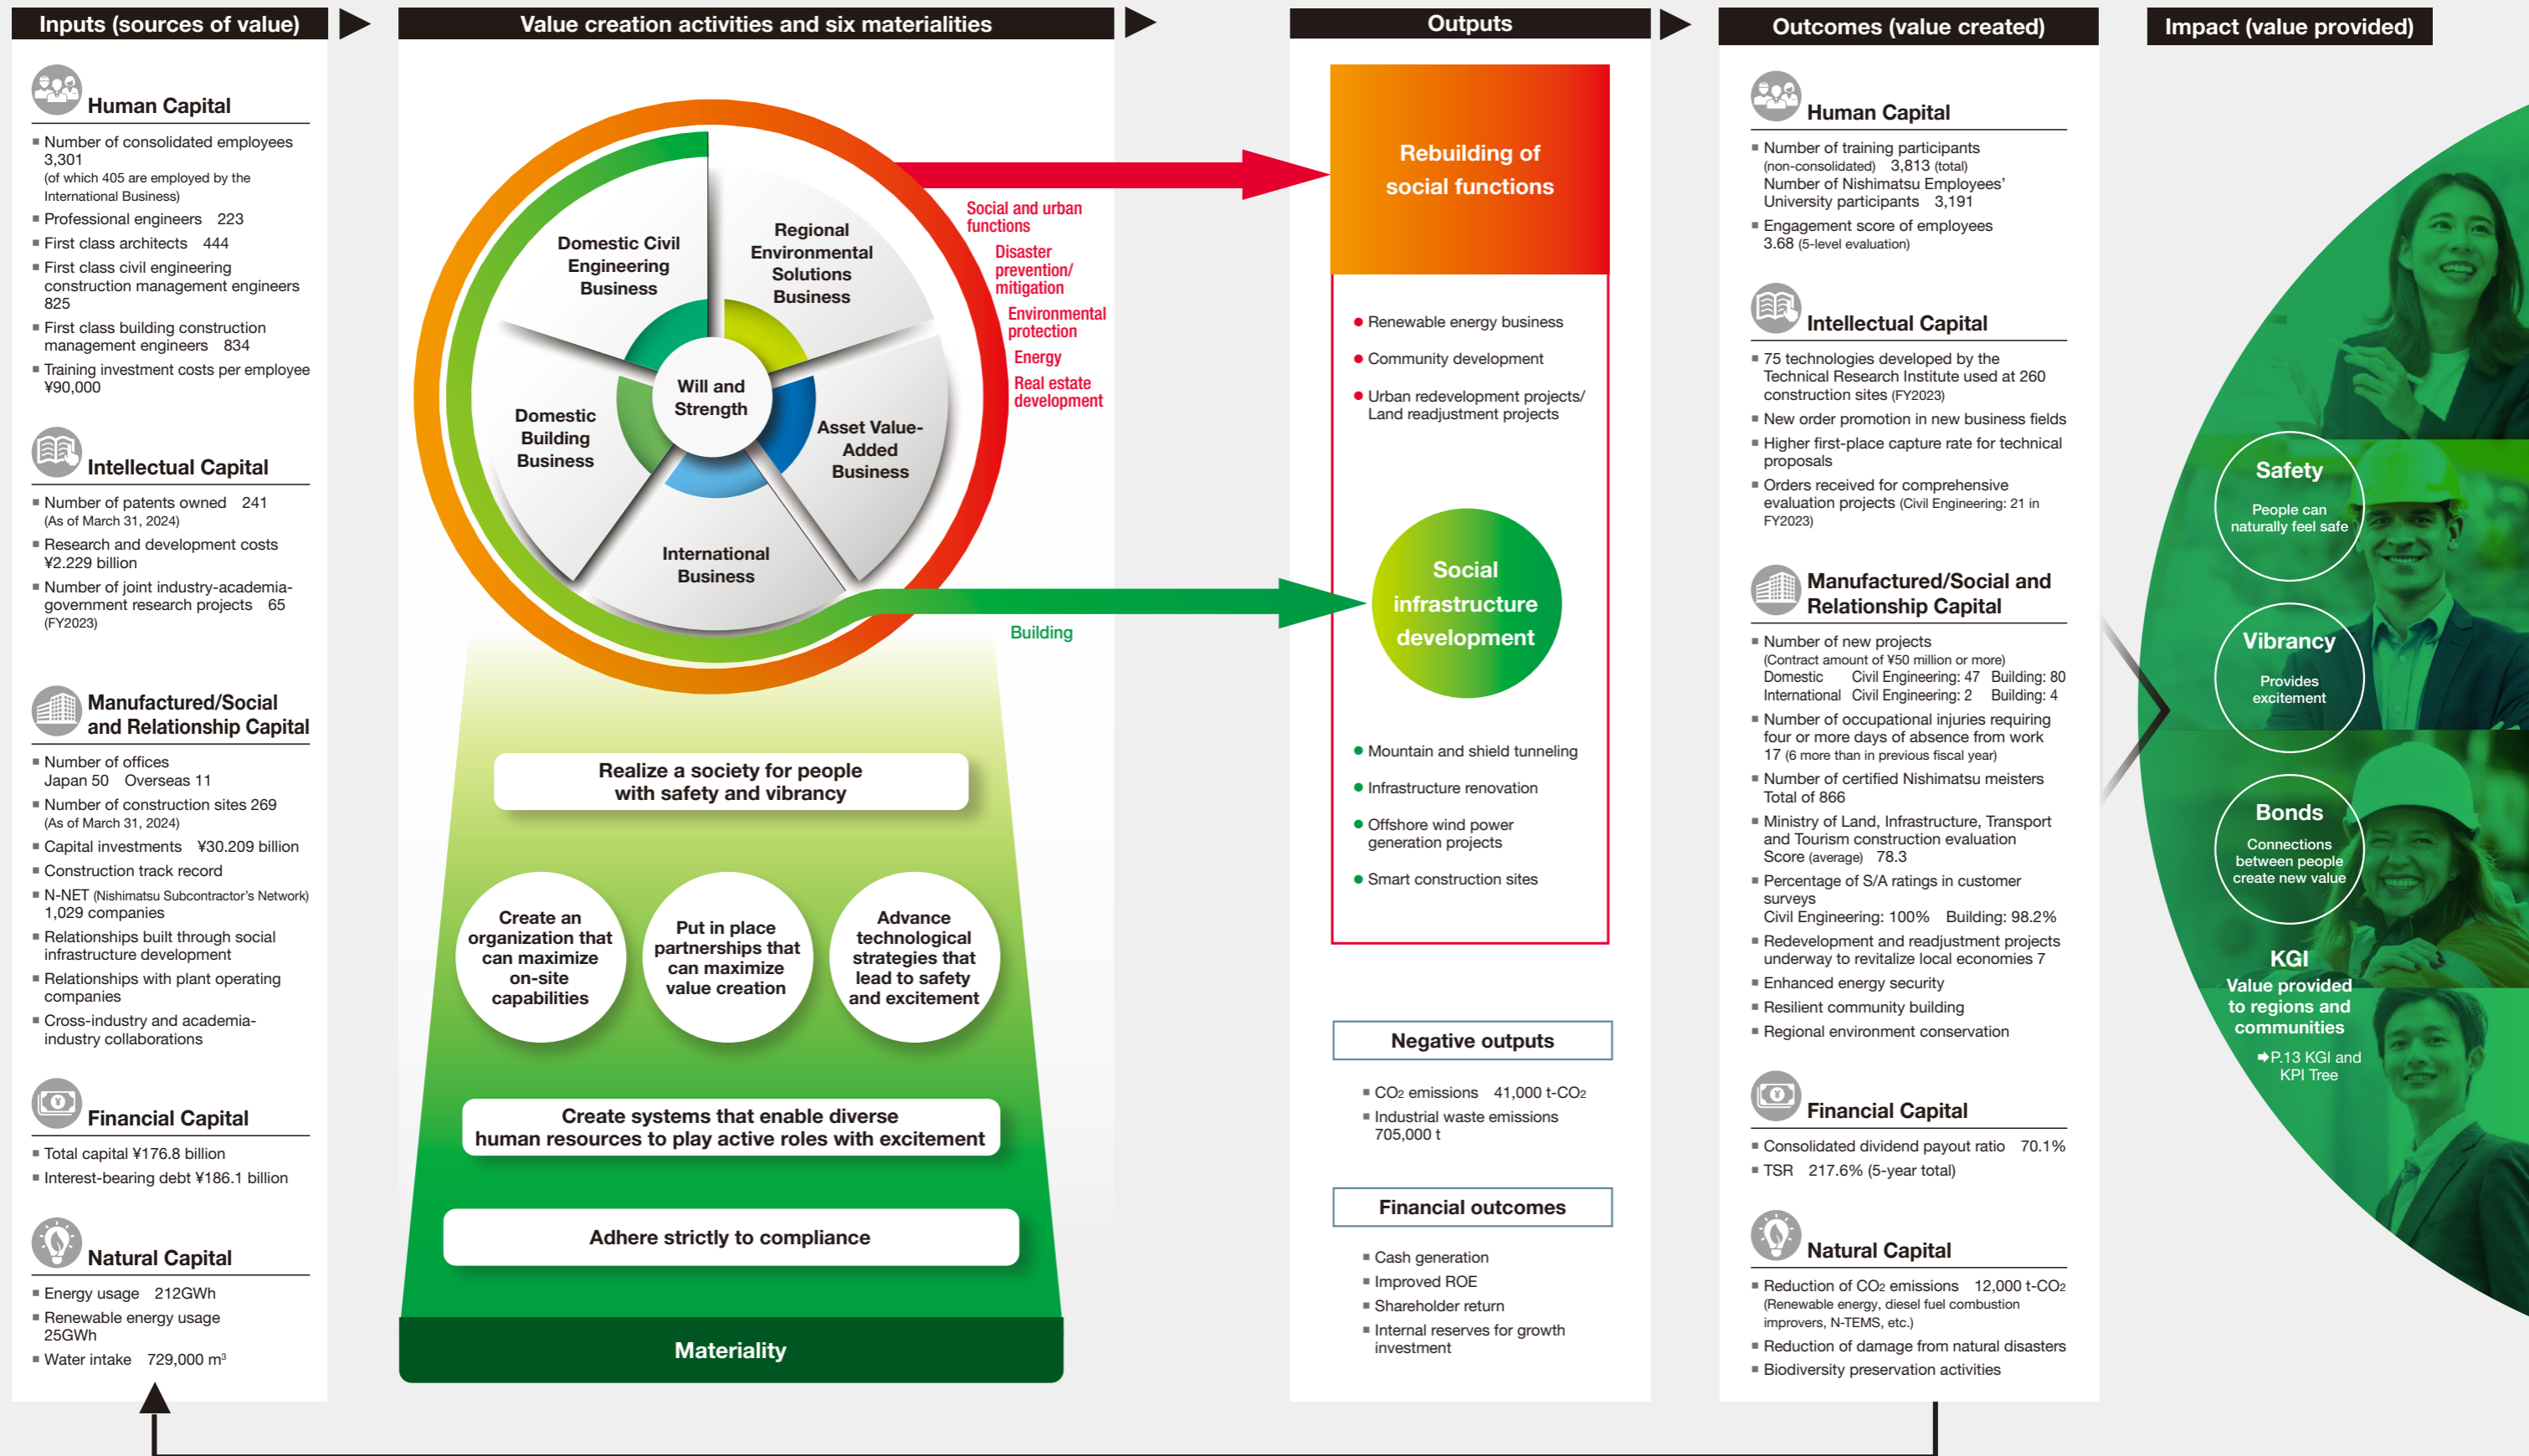 Inputs (sources of value)
Human Capital
■ Number of consolidated employees
3,301
(of which 405 are employed by the
International Business)
■ Professional engineers 223
■ First class architects 444
■ First class civil engineering
construction management engineers
825
■ First class building construction
management engineers 834
■ Training investment costs per employee
¥90,000
Intellectual Capital
■ Number of patents owned 241
(As of March 31, 2024)
■ Research and development costs
¥2.229 billion
■ Number of joint industry-academia-
government research projects 65
(FY2023)
Manufactured/Social
and Relationship Capital
■ Number of offices
Japan 50 Overseas 11
■ Number of construction sites 269
(As of March 31, 2024)
■ Capital investments ¥30.209 billion
■ Construction track record
■ N-NET (Nishimatsu Subcontractor's Network)
1,029 companies
■ Relationships built through social
infrastructure development
■ Relationships with plant operating
companies
■ Cross-industry and academia-
industry collaborations
Financial Capital
■ Total capital ¥176.8 billion
■ Interest-bearing debt ¥186.1 billion
Natural Capital
■ Energy usage 212GWh
■ Renewable energy usage
25GWh
■ Water intake 729,000 m³
Value creation activities and six materialities
Domestic Civil
Engineering
Business
Regional
Environmental
Solutions
Business
Domestic
Building
Business
Will and
Strength
Asset Value-
Added
Business
International
Business
Social and urban
functions
Disaster
prevention/
mitigation
Environmental
protection
Energy
Real estate
development
Building
Realize a society for people
with safety and vibrancy
Create an
organization that
can maximize
on-site
capabilities
Put in place
partnerships that
can maximize
value creation
Advance
technological
strategies that
lead to safety
and excitement
Create systems that enable diverse
human resources to play active roles with excitement
Adhere strictly to compliance
Materiality
Outputs
Rebuilding of
social functions
● Renewable energy business
● Community development
● Urban redevelopment projects/
Land readjustment projects
Social
infrastructure
development
● Mountain and shield tunneling
● Infrastructure renovation
● Offshore wind power
generation projects
● Smart construction sites
Negative outputs
■ CO₂ emissions 41,000 t-CO₂
■ Industrial waste emissions
705,000 t
Financial outcomes
■ Cash generation
■ Improved ROE
■ Shareholder return
■ Internal reserves for growth
investment
Outcomes (value created)
Human Capital
■ Number of training participants
(non-consolidated) 3,813 (total)
Number of Nishimatsu Employees'
University participants 3,191
■ Engagement score of employees
3.68 (5-level evaluation)
Intellectual Capital
■ 75 technologies developed by the
Technical Research Institute used at 260
construction sites (FY2023)
■ New order promotion in new business fields
■ Higher first-place capture rate for technical
proposals
■ Orders received for comprehensive
evaluation projects (Civil Engineering: 21 in
FY2023)
Manufactured/Social and
Relationship Capital
■ Number of new projects
(Contract amount of ¥50 million or more)
Domestic Civil Engineering: 47 Building: 80
International Civil Engineering: 2 Building: 4
■ Number of occupational injuries requiring
four or more days of absence from work
17 (6 more than in previous fiscal year)
■ Number of certified Nishimatsu meisters
Total of 866
■ Ministry of Land, Infrastructure, Transport
and Tourism construction evaluation
Score (average) 78.3
■ Percentage of S/A ratings in customer
surveys
Civil Engineering: 100% Building: 98.2%
■ Redevelopment and readjustment projects
underway to revitalize local economies 7
■ Enhanced energy security
■ Resilient community building
■ Regional environment conservation
Financial Capital
■ Consolidated dividend payout ratio 70.1%
■ TSR 217.6% (5-year total)
Natural Capital
■ Reduction of CO₂ emissions 12,000 t-CO₂
(Renewable energy, diesel fuel combustion
improvers, N-TEMS, etc.)
■ Reduction of damage from natural disasters
■ Biodiversity preservation activities
Impact (value provided)
Safety
People can
naturally feel safe
Vibrancy
Provides
excitement
Bonds
Connections
between people
create new value
KGI
Value provided
to regions and
communities
➡P.13 KGI and
KPI Tree